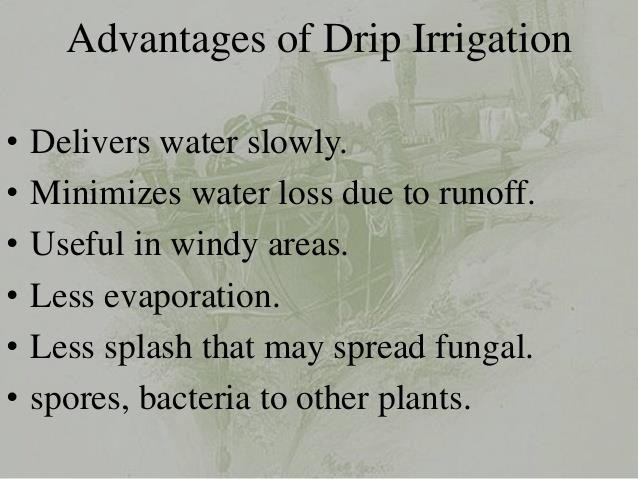 Advantages of Drip Irrigation
• Delivers water slowly.
• Minimizes water loss due to runoff.
• Useful in windy areas.
• Less evaporation.
• Less splash that may spread fungal.
• spores, bacteria to other plants.